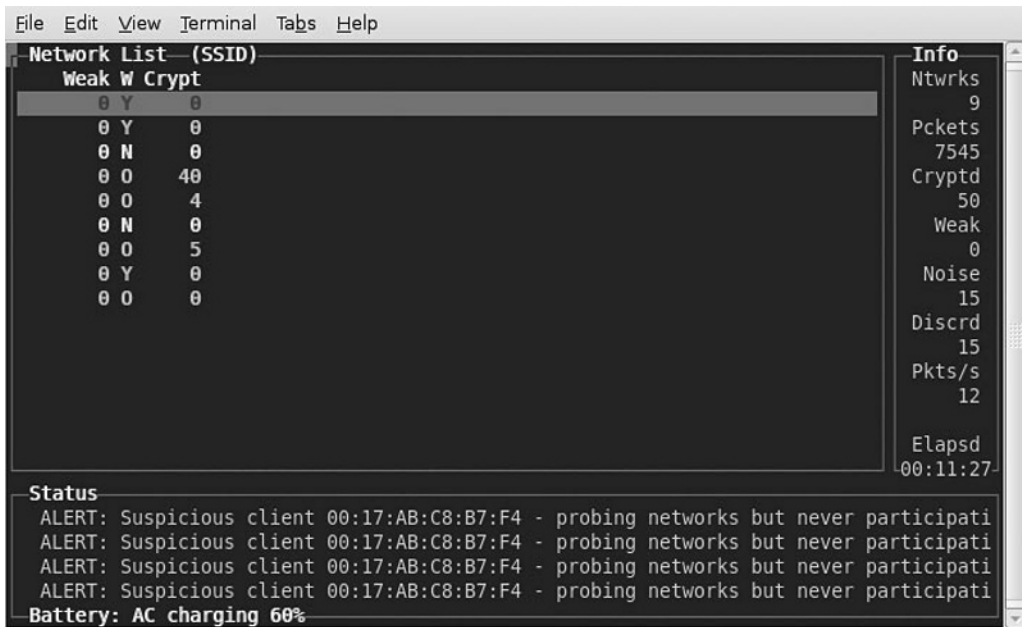 File Edit View Terminal Tabs Help
Network List (SSID)
Weak W Crypt
0 Y 0
0 Y 0
0 N 0
0 O 40
0 O 4
0 N 0
0 O 5
0 Y 0
0 O 0
Info
Ntwrks
9
Pckets
7545
Cryptd
50
Weak
0
Noise
15
Discrd
15
Pkts/s
12
Elapsd
00:11:27
Status
ALERT: Suspicious client 00:17:AB:C8:B7:F4 - probing networks but never participati
ALERT: Suspicious client 00:17:AB:C8:B7:F4 - probing networks but never participati
ALERT: Suspicious client 00:17:AB:C8:B7:F4 - probing networks but never participati
ALERT: Suspicious client 00:17:AB:C8:B7:F4 - probing networks but never participati
Battery: AC charging 60%